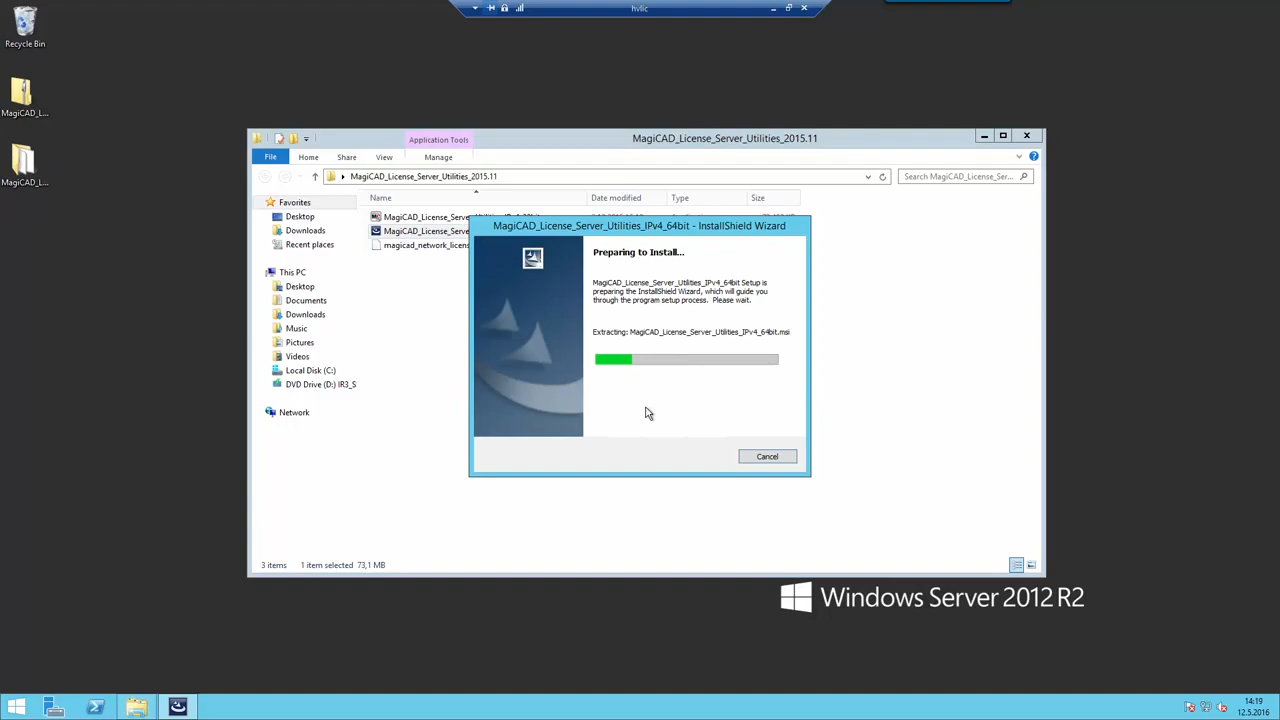 hvlic
Recycle Bin
MagiCAD_L...
MagiCAD_L...
Application Tools
MagiCAD_License_Server_Utilities_2015.11
File
Home
Share
View
Manage
MagiCAD_License_Server_Utilities_2015.11
Search MagiCAD_License_Ser...
Name
Date modified
Type
Size
Favorites
Desktop
Downloads
Recent places
This PC
Desktop
Documents
Downloads
Music
Pictures
Videos
Local Disk (C:)
DVD Drive (D:) IR3_S
Network
MagiCAD_License_Serve
MagiCAD_License_Serve
magicad_network_licens
MagiCAD_License_Server_Utilities_IPv4_64bit - InstallShield Wizard
Preparing to Install...
MagiCAD_License_Server_Utilities_IPv4_64bit Setup is
preparing the InstallShield Wizard, which will guide you
through the program setup process. Please wait.
Extracting: MagiCAD_License_Server_Utilities_IPv4_64bit.msi
Cancel
3 items
1 item selected 73,1 MB
Windows Server 2012 R2
14:19
12.5.2016